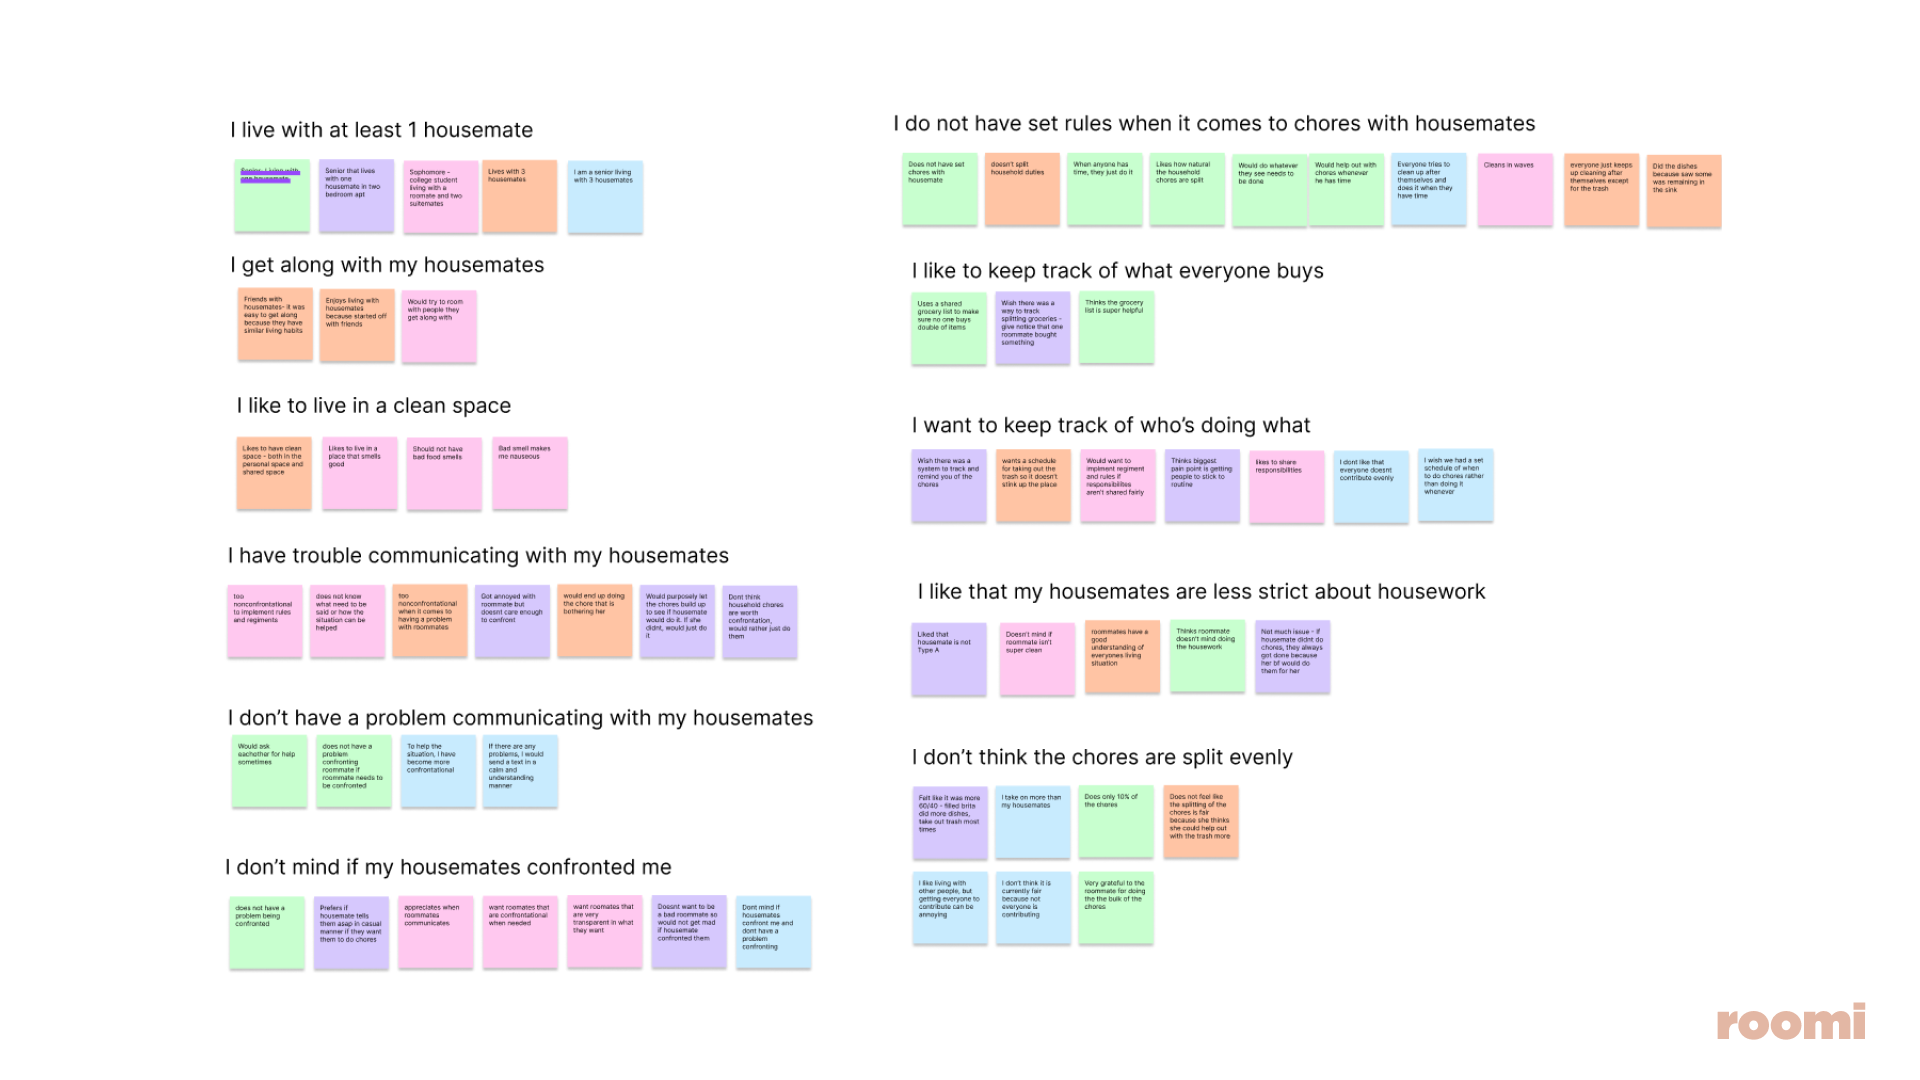 I live with at least 1 housemate
Senior that lives
with one
housemate in two
bedroom apt
Sophomore -
college student
living with a
roomate and two
suitemates
Lives with 3
housemates
I am a senior living
with 3 housemates
I get along with my housemates
Friends with
housemates- it was
easy to get along
because they have
similar living habits
Enjoys living with
housemates
because started off
with friends
Would try to room
with people they
get along with
I like to live in a clean space
Likes to have clean
space - both in the
personal space and
shared space
Likes to live in a
place that smells
good
Should not have
bad food smells
Bad smell makes
me nauseous
I have trouble communicating with my housemates
too
nonconfrontational
to implement rules
and regiments
does not know
what need to be
said or how the
situation can be
helped
too
nonconfrontational
when it comes to
having a problem
with roommates
Got annoyed with
roommate but
doesnt care enough
to confront
would end up doing
the chore that is
bothering her
Would purposely let
the chores build up
to see if housemate
would do it. If she
didnt, would just do
it
Dont think
household chores
are worth
confrontation,
would rather just do
them
I don’t have a problem communicating with my housemates
Would ask
eachother for help
sometimes
does not have a
problem
confronting
roommate if
roommate needs to
be confronted
To help the
situation, I have
become more
confrontational
If there are any
problems, I would
send a text in a
calm and
understanding
manner
I don’t mind if my housemates confronted me
does not have a
problem being
confronted
Prefers if
housemate tells
them asap in casual
manner if they want
them to do chores
appreciates when
roommates
communicates
want roomates that
are confrontational
when needed
want roomates that
are very
transparent in what
they want
Doesnt want to be
a bad roommate so
would not get mad
if housemate
confronted them
Dont mind if
housemates
confront me and
dont have a
problem
confronting
I do not have set rules when it comes to chores with housemates
Does not have set
chores with
housemate
doesn't split
household duties
When anyone has
time, they just do it
Likes how natural
the household
chores are split
Would do whatever
they see needs to
be done
Would help out with
chores whenever
he has time
Everyone tries to
clean up after
themselves and
does it when they
have time
Cleans in waves
everyone just keeps
up cleaning after
themselves except
for the trash
Did the dishes
because saw some
was remaining in
the sink
I like to keep track of what everyone buys
Uses a shared
grocery list to make
sure no one buys
double of items
Wish there was a
way to track
splitting groceries -
give notice that one
roommate bought
something
Thinks the grocery
list is super helpful
I want to keep track of who’s doing what
Wish there was a
system to track and
remind you of the
chores
wants a schedule
for taking out the
trash so it doesn't
stink up the place
Would want to
implment regiment
and rules if
responsibilites
aren't shared fairly
Thinks biggest
pain point is getting
people to stick to
routine
likes to share
responsibilities
I dont like that
everyone doesnt
contribute evenly
I wish we had a set
schedule of when
to do chores rather
than doing it
whenever
I like that my housemates are less strict about housework
Liked that
housemate is not
Type A
Doesn't mind if
roommate isn't
super clean
roommates have a
good
understanding of
everyones living
situation
Thinks roommate
doesn't mind doing
the housework
Not much issue - if
housemate didnt do
chores, they always
got done because
her bf would do
them for her
I don’t think the chores are split evenly
Felt like it was more
60/40 - filled brita
did more dishes,
take out trash most
times
I take on more than
my housemates
Does only 10% of
the chores
Does not feel like
the splitting of the
chores is fair
because she thinks
she could help out
with the trash more
I like living with
other people, but
getting everyone to
contribute can be
annoying
I don't think it is
currently fair
because not
everyone is
contributing
Very grateful to the
roommate for doing
the the bulk of the
chores
roomi